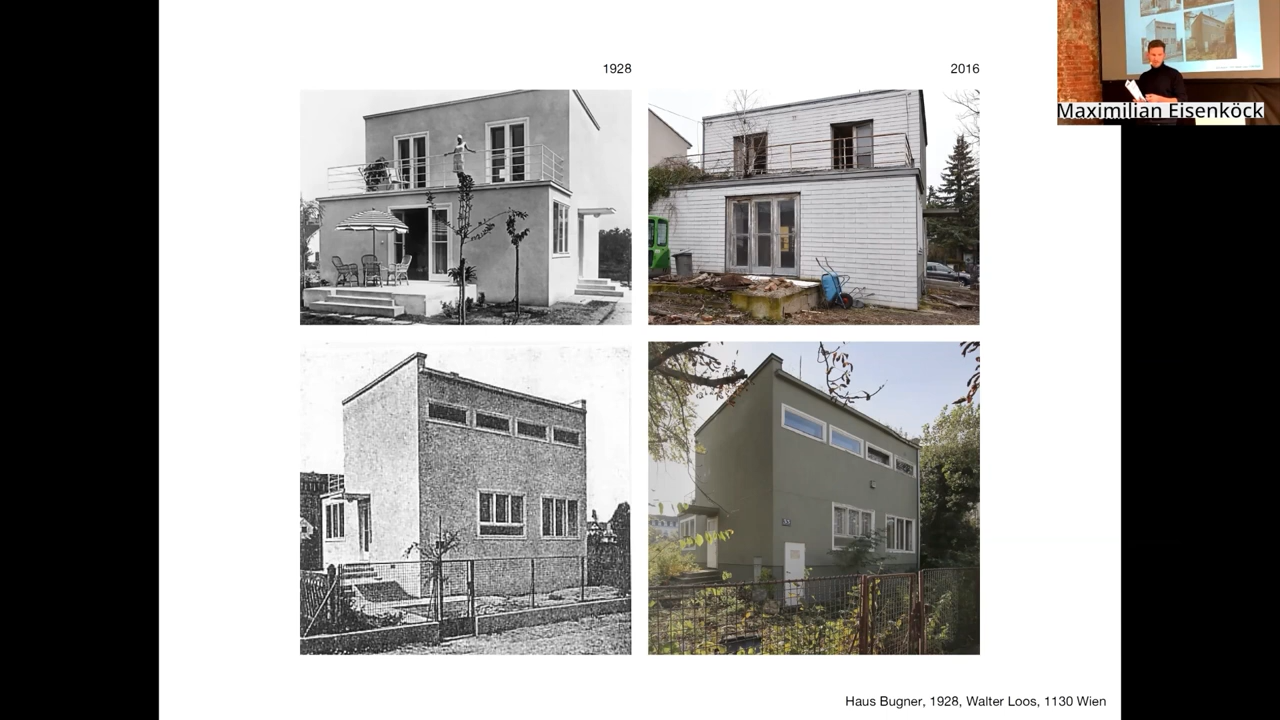 1928
2016
Maximilian Eisenköck
Haus Bugner, 1928, Walter Loos, 1130 Wien